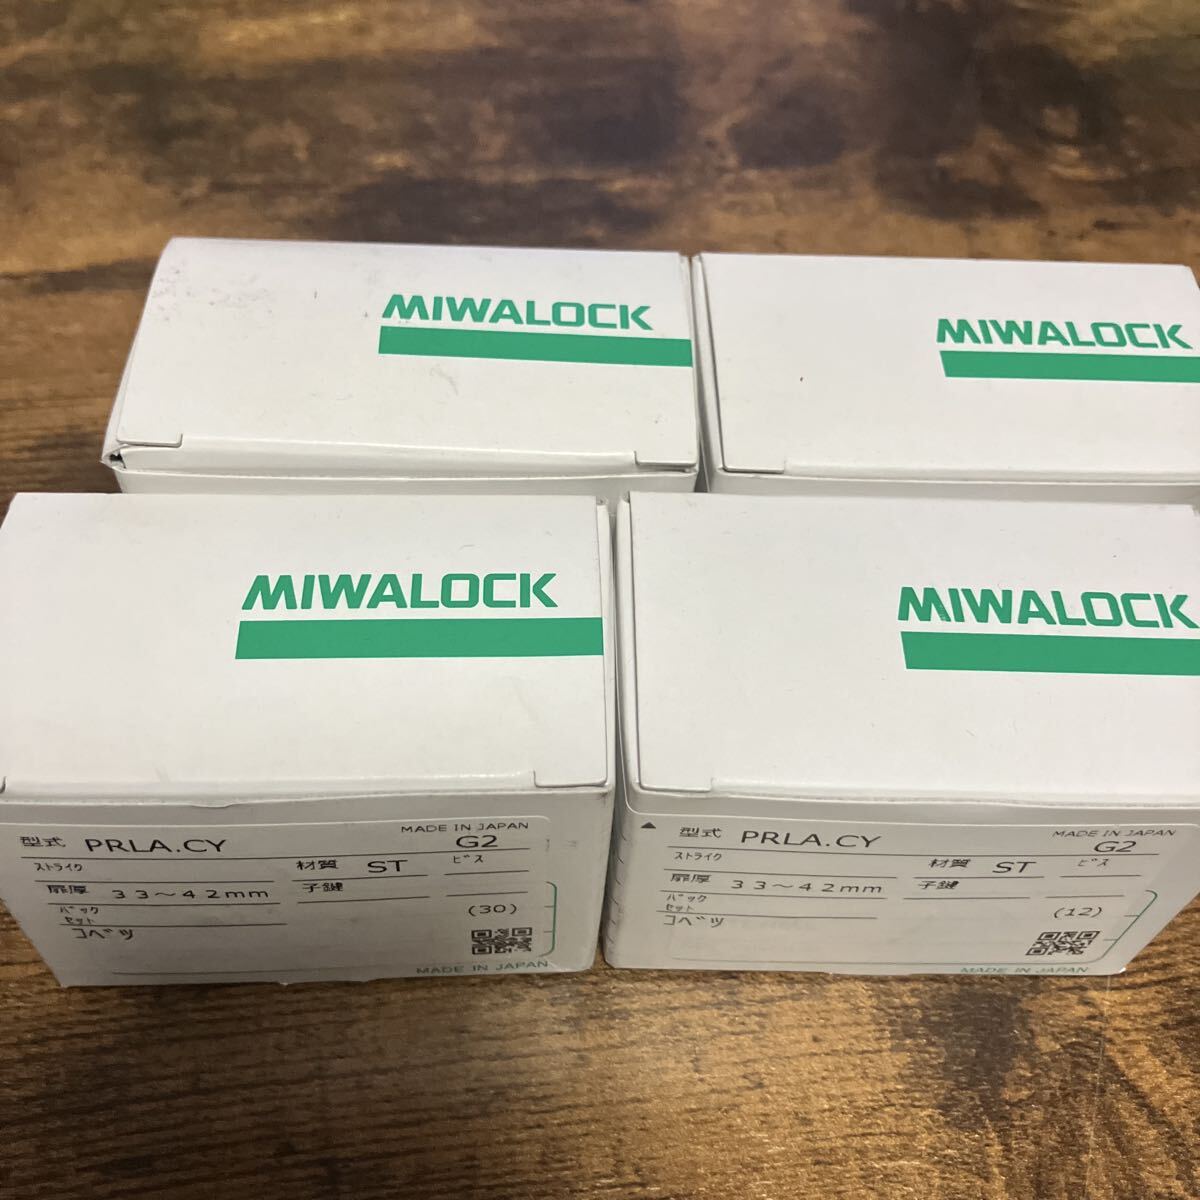 MIWALOCK
MIWALOCK
MIWALOCK
MIWALOCK
MADE IN JAPAN
型式 PRLA.CY G2
ストライク 材質 ST ビス
扉厚 33～42mm 子鍵
バック
セット (30)
コベツ
MADE IN JAPAN
MADE IN JAPAN
▲ 型式 PRLA.CY G2
ストライク 材質 ST ビス
扉厚 33～42mm 子鍵
バック
セット (12)
コベツ
MADE IN JAPAN